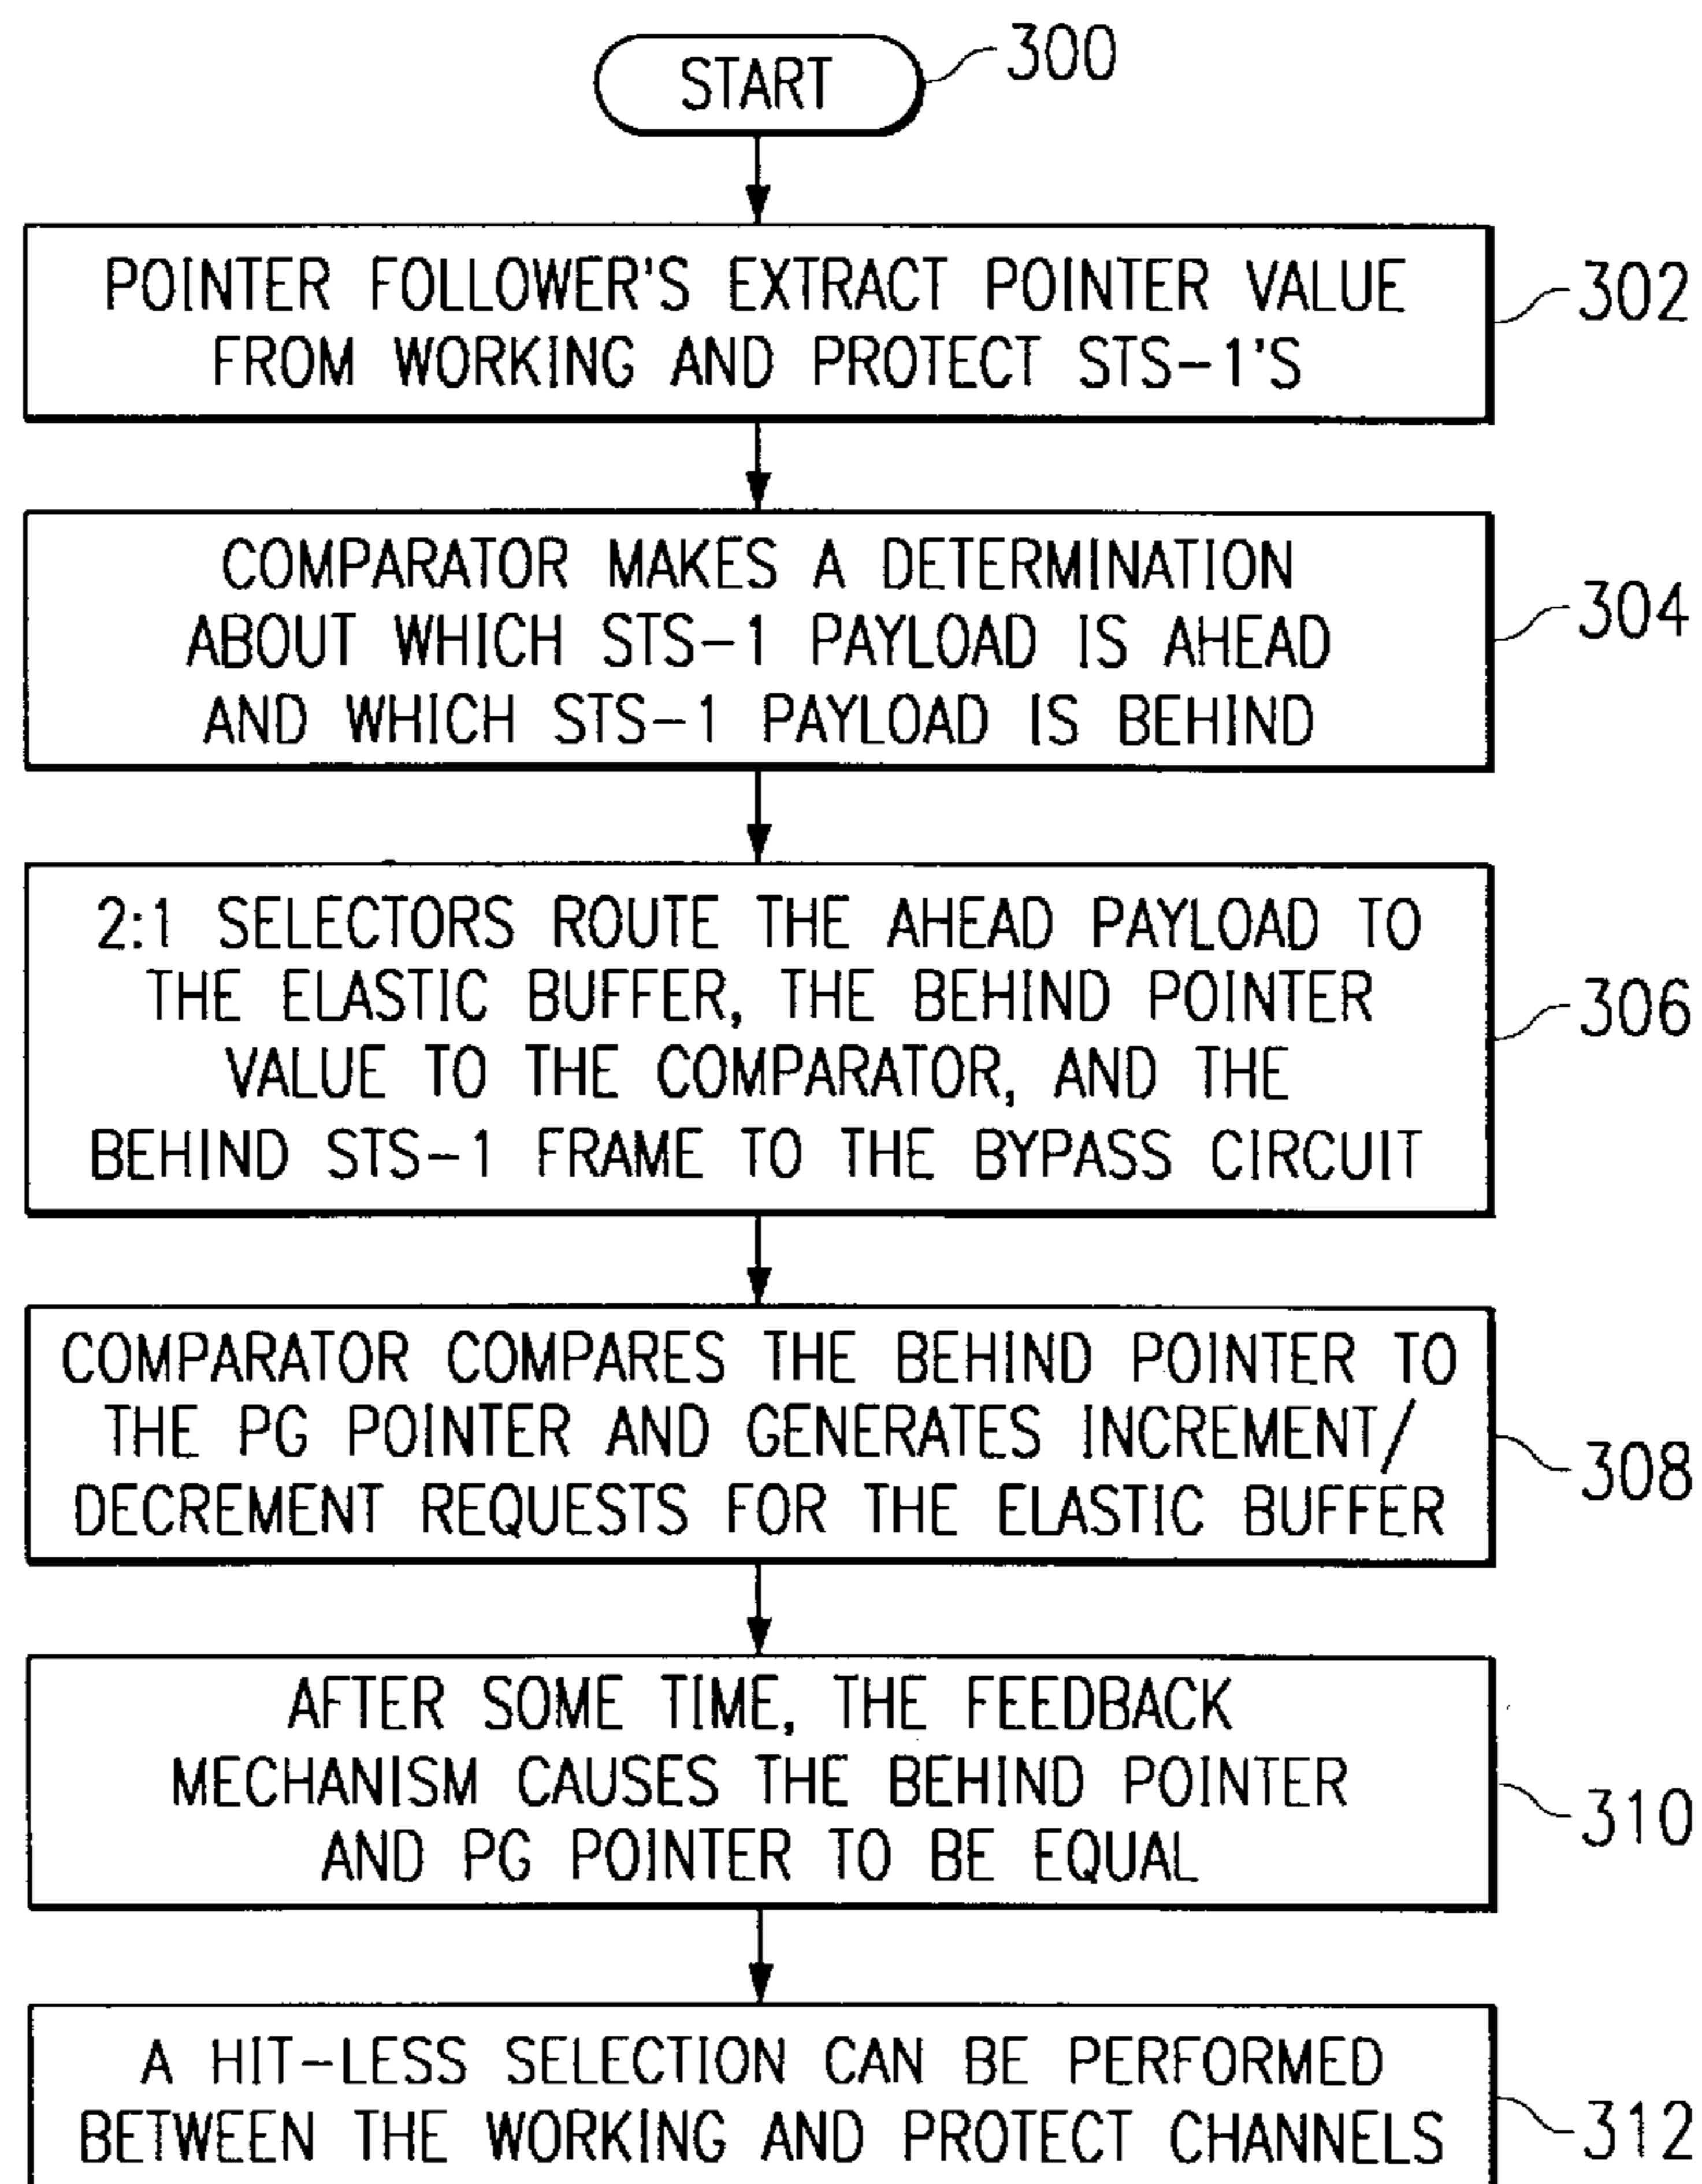 START
300
POINTER FOLLOWER'S EXTRACT POINTER VALUE
FROM WORKING AND PROTECT STS-1'S
302
COMPARATOR MAKES A DETERMINATION
ABOUT WHICH STS-1 PAYLOAD IS AHEAD
AND WHICH STS-1 PAYLOAD IS BEHIND
304
2:1 SELECTORS ROUTE THE AHEAD PAYLOAD TO
THE ELASTIC BUFFER, THE BEHIND POINTER
VALUE TO THE COMPARATOR, AND THE
BEHIND STS-1 FRAME TO THE BYPASS CIRCUIT
306
COMPARATOR COMPARES THE BEHIND POINTER TO
THE PG POINTER AND GENERATES INCREMENT/
DECREMENT REQUESTS FOR THE ELASTIC BUFFER
308
AFTER SOME TIME, THE FEEDBACK
MECHANISM CAUSES THE BEHIND POINTER
AND PG POINTER TO BE EQUAL
310
A HIT-LESS SELECTION CAN BE PERFORMED
BETWEEN THE WORKING AND PROTECT CHANNELS
312